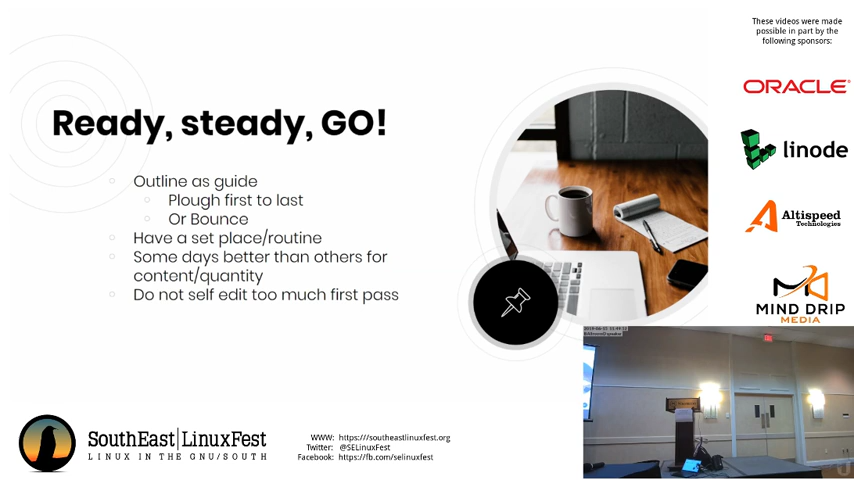 These videos were made
possible in part by the
following sponsors:
ORACLE
linode
Altispeed
Technologies
MIND DRIP
MEDIA
Ready, steady, GO!
Outline as guide
Plough first to last
Or Bounce
Have a set place/routine
Some days better than others for
content/quantity
Do not self edit too much first pass
SouthEast|LinuxFest
LINUX IN THE GNU/SOUTH
WWW: https://southeastlinuxfest.org
Twitter: @SELinuxFest
Facebook: https://fb.com/selinuxfest